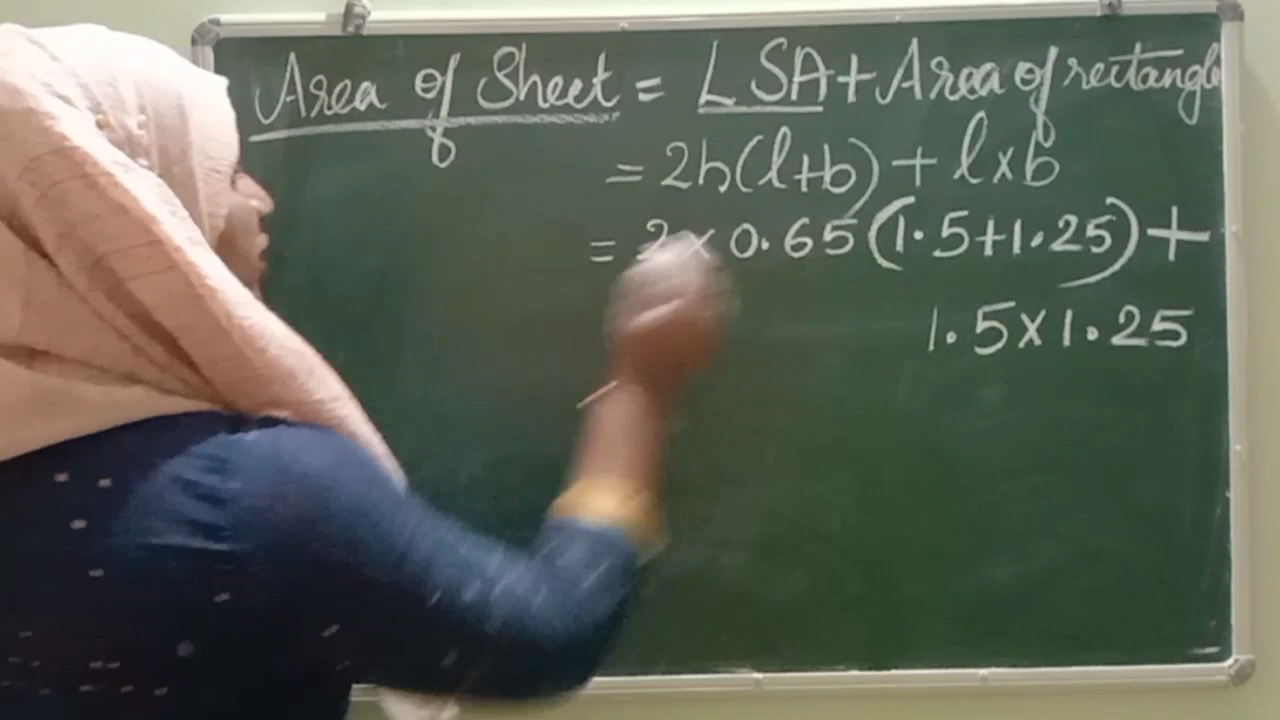 Area of Sheet = LSA + Area of rectangle
= 2h(l+b) + l×b
= 2× 0.65(1.5+1.25)+
1.5×1.25